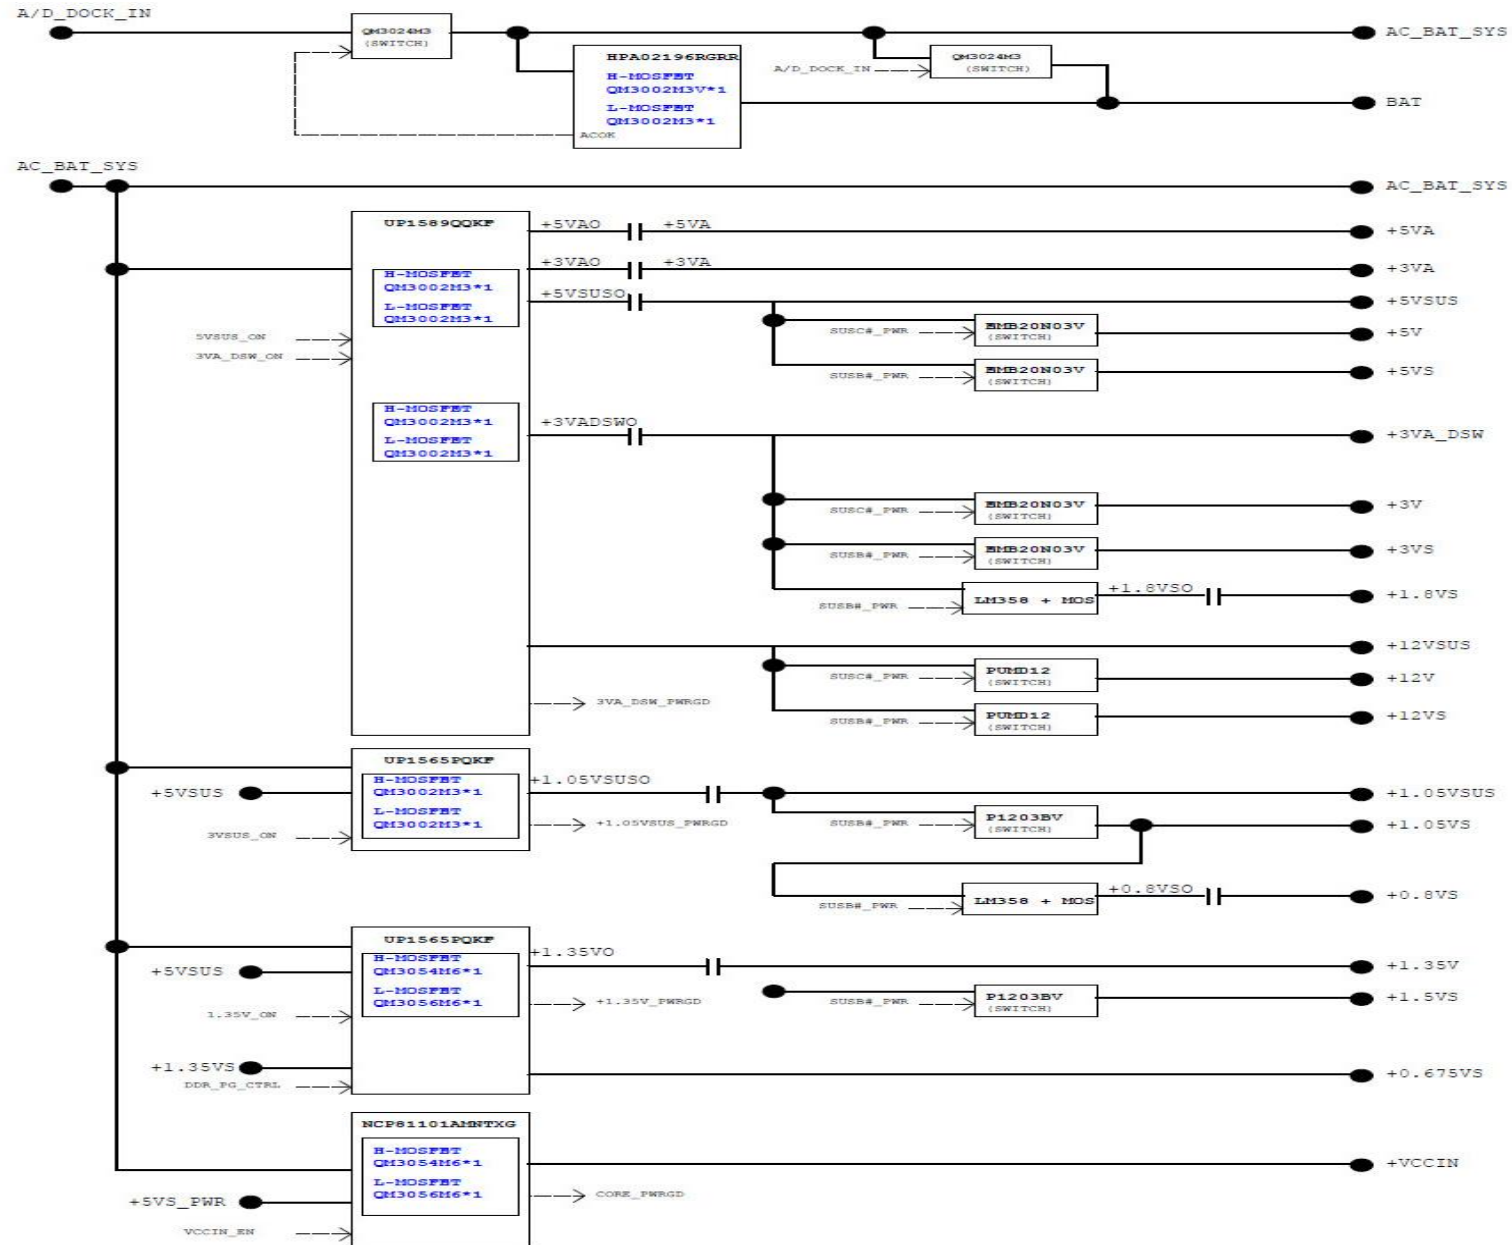 A/D_DOCK_IN
QM3024M3
(SWITCH)
AC_BAT_SYS
HPA02196RGRR
H-MOSFET
QM3002M3V*1
L-MOSFET
QM3002M3*1
ACOK
A/D_DOCK_IN
QM3024M3
(SWITCH)
BAT
AC_BAT_SYS
AC_BAT_SYS
UP1589QQKF
+5VAO
+5VA
+5VA
+3VAO
+3VA
+3VA
H-MOSFET
QM3002M3*1
L-MOSFET
QM3002M3*1
+5VSUSO
+5VSUS
5VSUS_ON
3VA_DSW_ON
SUSC#_PWR
EMB20N03V
(SWITCH)
+5V
SUSB#_PWR
EMB20N03V
(SWITCH)
+5VS
H-MOSFET
QM3002M3*1
L-MOSFET
QM3002M3*1
+3VADSWO
+3VA_DSW
SUSC#_PWR
EMB20N03V
(SWITCH)
+3V
SUSB#_PWR
EMB20N03V
(SWITCH)
+3VS
SUSB#_PWR
LM358 + MOS
+1.8VSO
+1.8VS
+12VSUS
SUSC#_PWR
PUMD12
(SWITCH)
+12V
3VA_DSW_PWRGD
SUSB#_PWR
PUMD12
(SWITCH)
+12VS
UP1565PQKF
+5VSUS
H-MOSFET
QM3002M3*1
L-MOSFET
QM3002M3*1
3VSUS_ON
+1.05VSUSO
+1.05VSUS
+1.05VSUS_PWRGD
SUSB#_PWR
P1203BV
(SWITCH)
+1.05VS
SUSB#_PWR
LM358 + MOS
+0.8VSO
+0.8VS
UP1565PQKF
+5VSUS
H-MOSFET
QM3054M6*1
L-MOSFET
QM3056M6*1
1.35V_ON
+1.35VO
+1.35V
+1.35V_PWRGD
SUSB#_PWR
P1203BV
(SWITCH)
+1.5VS
+1.35VS
DDR_PG_CTRL
+0.675VS
NCP81101AMNTXG
H-MOSFET
QM3054M6*1
L-MOSFET
QM3056M6*1
+VCCIN
+5VS_PWR
CORE_PWRGD
VCCIN_EN